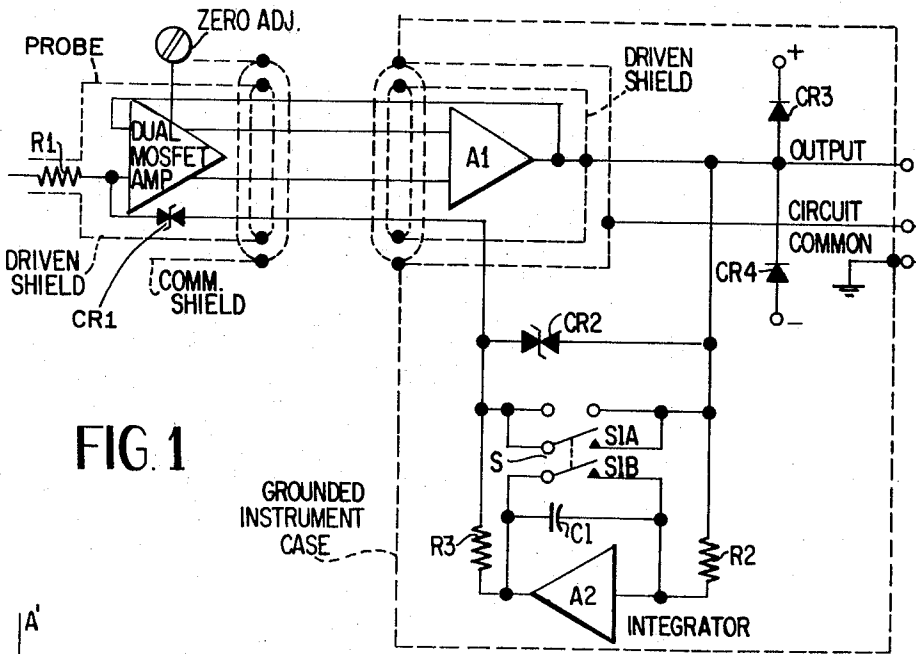 ZERO ADJ.
PROBE
DRIVEN
SHIELD
+
CR3
R1
DUAL
MOSFET
AMP
A1
OUTPUT
CIRCUIT
COMMON
DRIVEN
SHIELD
COMM.
SHIELD
CR1
CR4
–
CR2
FIG. 1
S
S1A
S1B
GROUNDED
INSTRUMENT
CASE
C1
R3
R2
A2
INTEGRATOR
A'